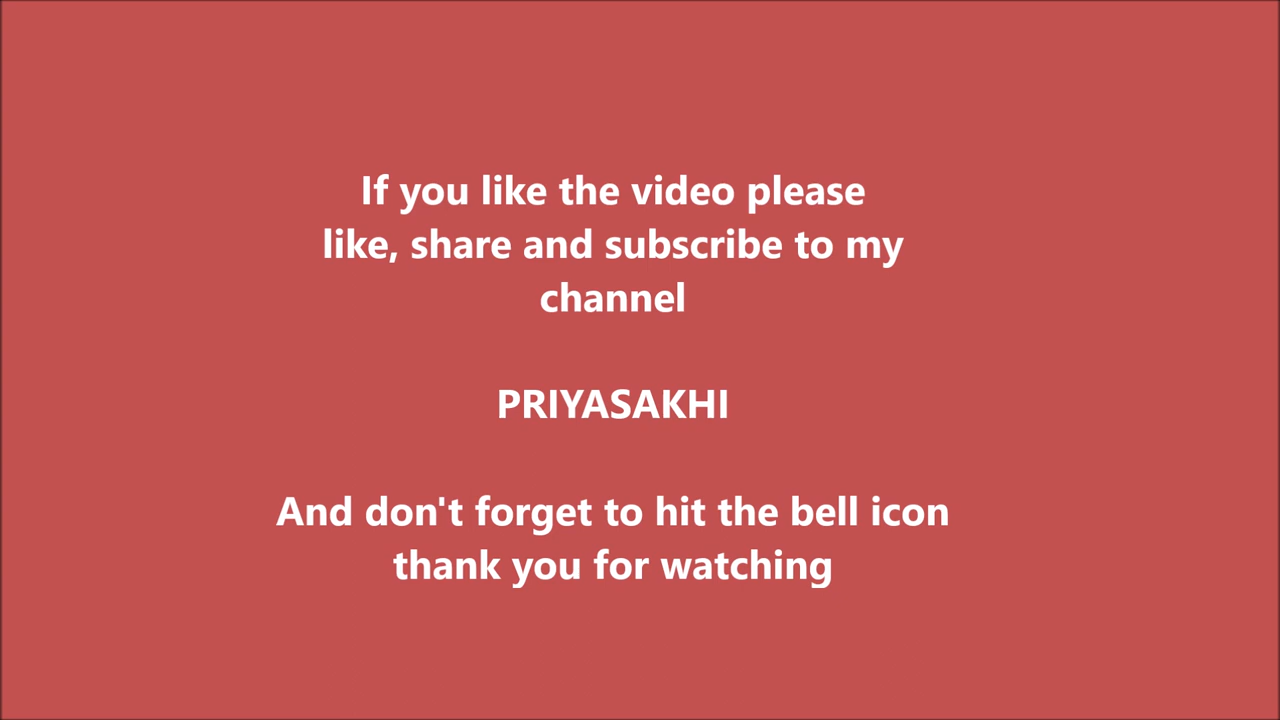 If you like the video please
like, share and subscribe to my
channel
PRIYASAKHI
And don't forget to hit the bell icon
thank you for watching